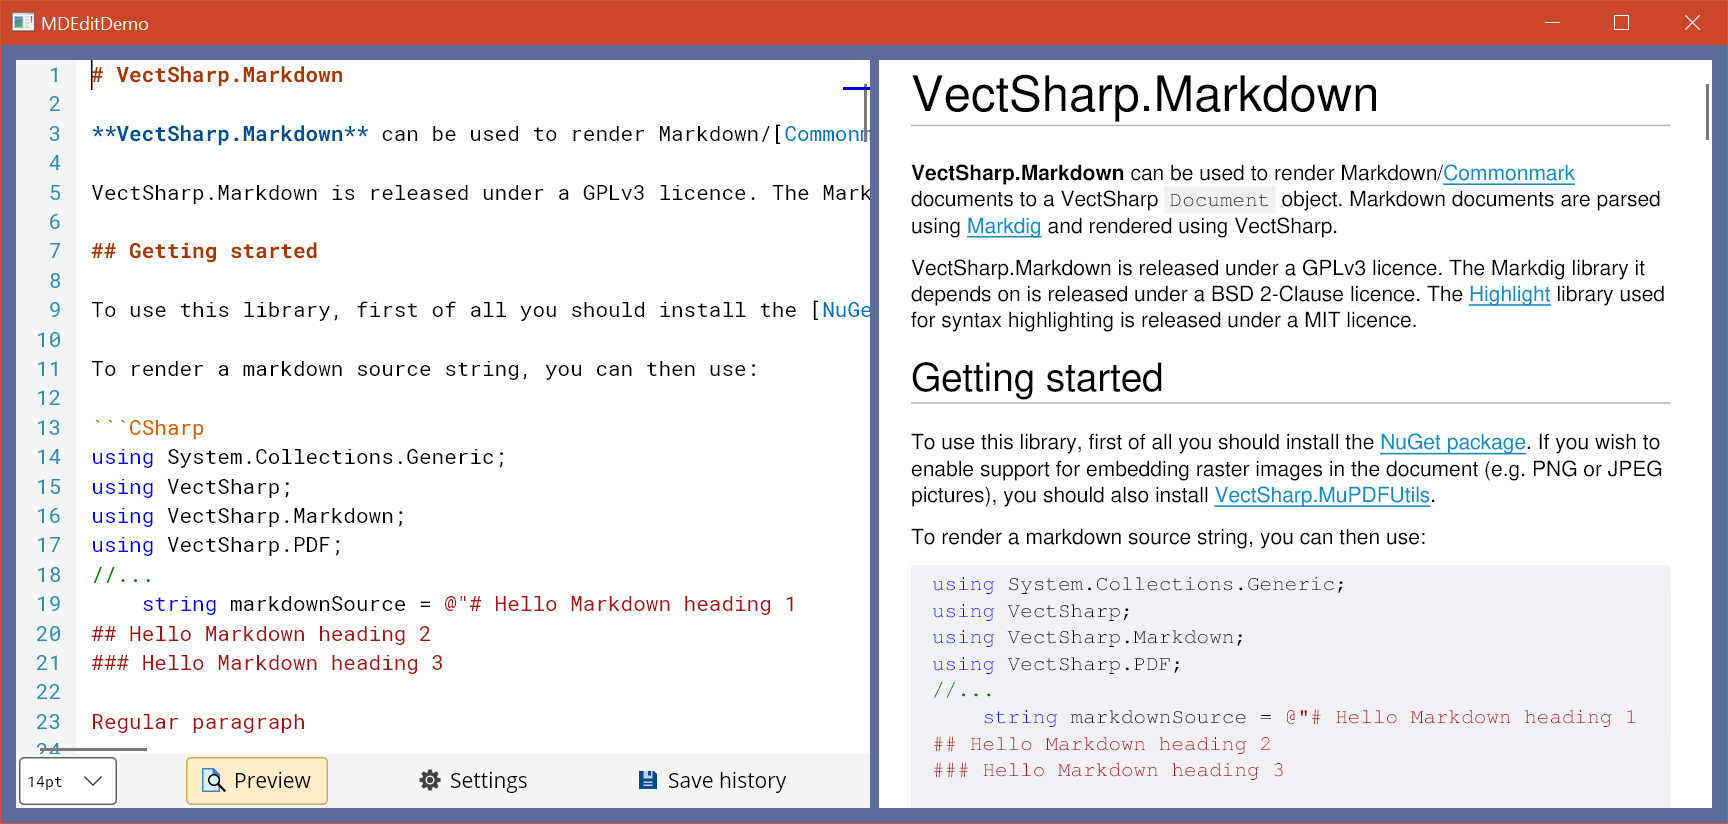 MDEditDemo
1 # VectSharp.Markdown
2
3 **VectSharp.Markdown** can be used to render Markdown/[Commonm
4
5 VectSharp.Markdown is released under a GPLv3 licence. The Mark
6
7 ## Getting started
8
9 To use this library, first of all you should install the [NuGe
10
11 To render a markdown source string, you can then use:
12
13 ```CSharp
14 using System.Collections.Generic;
15 using VectSharp;
16 using VectSharp.Markdown;
17 using VectSharp.PDF;
18 //...
19     string markdownSource = @"# Hello Markdown heading 1
20 ## Hello Markdown heading 2
21 ### Hello Markdown heading 3
22
23 Regular paragraph
24
14pt
Preview
Settings
Save history
VectSharp.Markdown
VectSharp.Markdown can be used to render Markdown/Commonmark
documents to a VectSharp Document object. Markdown documents are parsed
using Markdig and rendered using VectSharp.
VectSharp.Markdown is released under a GPLv3 licence. The Markdig library it
depends on is released under a BSD 2-Clause licence. The Highlight library used
for syntax highlighting is released under a MIT licence.
Getting started
To use this library, first of all you should install the NuGet package. If you wish to
enable support for embedding raster images in the document (e.g. PNG or JPEG
pictures), you should also install VectSharp.MuPDFUtils.
To render a markdown source string, you can then use:
using System.Collections.Generic;
using VectSharp;
using VectSharp.Markdown;
using VectSharp.PDF;
//...
    string markdownSource = @"# Hello Markdown heading 1
## Hello Markdown heading 2
### Hello Markdown heading 3